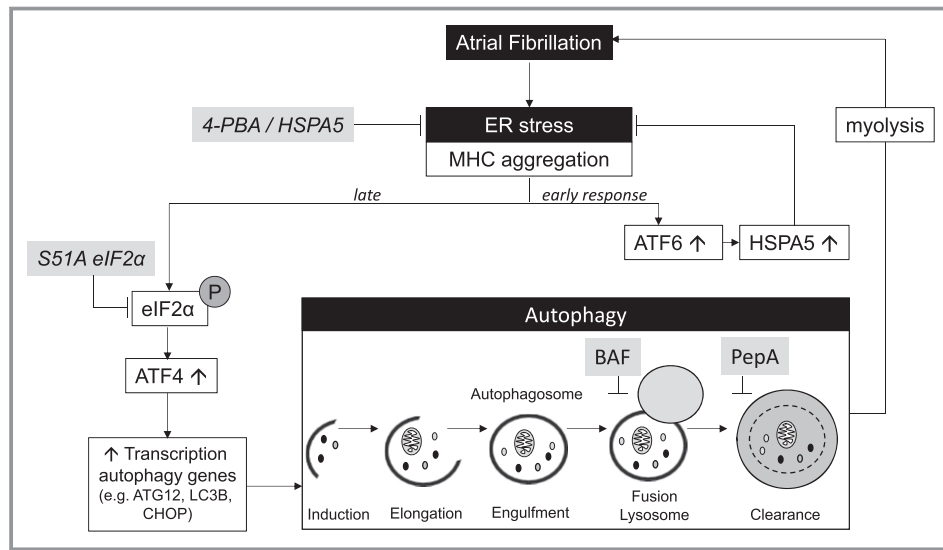 Atrial Fibrillation
4-PBA / HSPA5
ER stress
MHC aggregation
myolysis
late
early response
ATF6 ↑
HSPA5 ↑
S51A eIF2α
P
eIF2α
ATF4 ↑
↑ Transcription
autophagy genes
(e.g. ATG12, LC3B,
CHOP)
Autophagy
BAF
PepA
Autophagosome
Induction
Elongation
Engulfment
Fusion
Lysosome
Clearance